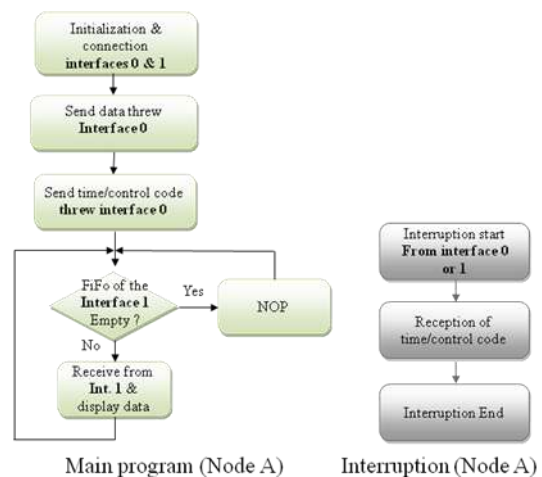 Initialization &
connection
interfaces 0 & 1
Send data threw
Interface 0
Send time/control code
threw interface 0
FiFo of the
Interface 1
Empty ?
Yes
NOP
No
Receive from
Int. 1 &
display data
Main program (Node A)
Interruption start
From interface 0
or 1
Reception of
time/control code
Interruption End
Interruption (Node A)